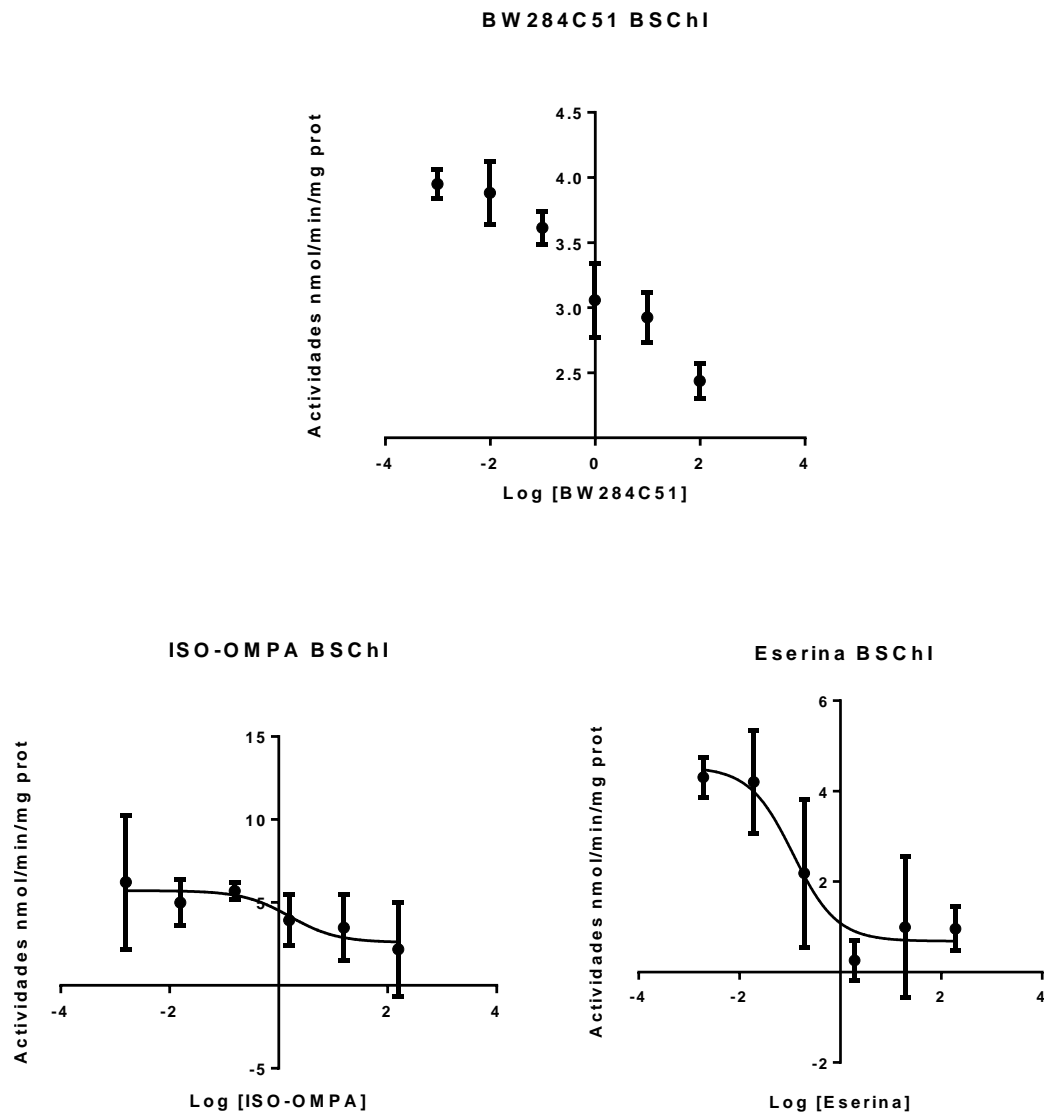 BW284C51 BSChI
Actividades nmol/min/mg prot
4.5
4.0
3.5
3.0
2.5
-4
-2
0
2
4
Log [BW284C51]
ISO-OMPA BSChI
Actividades nmol/min/mg prot
15
10
5
-4
-2
2
4
-5
Log [ISO-OMPA]
Eserina BSChI
Actividades nmol/min/mg prot
6
4
2
-4
-2
2
4
-2
Log [Eserina]